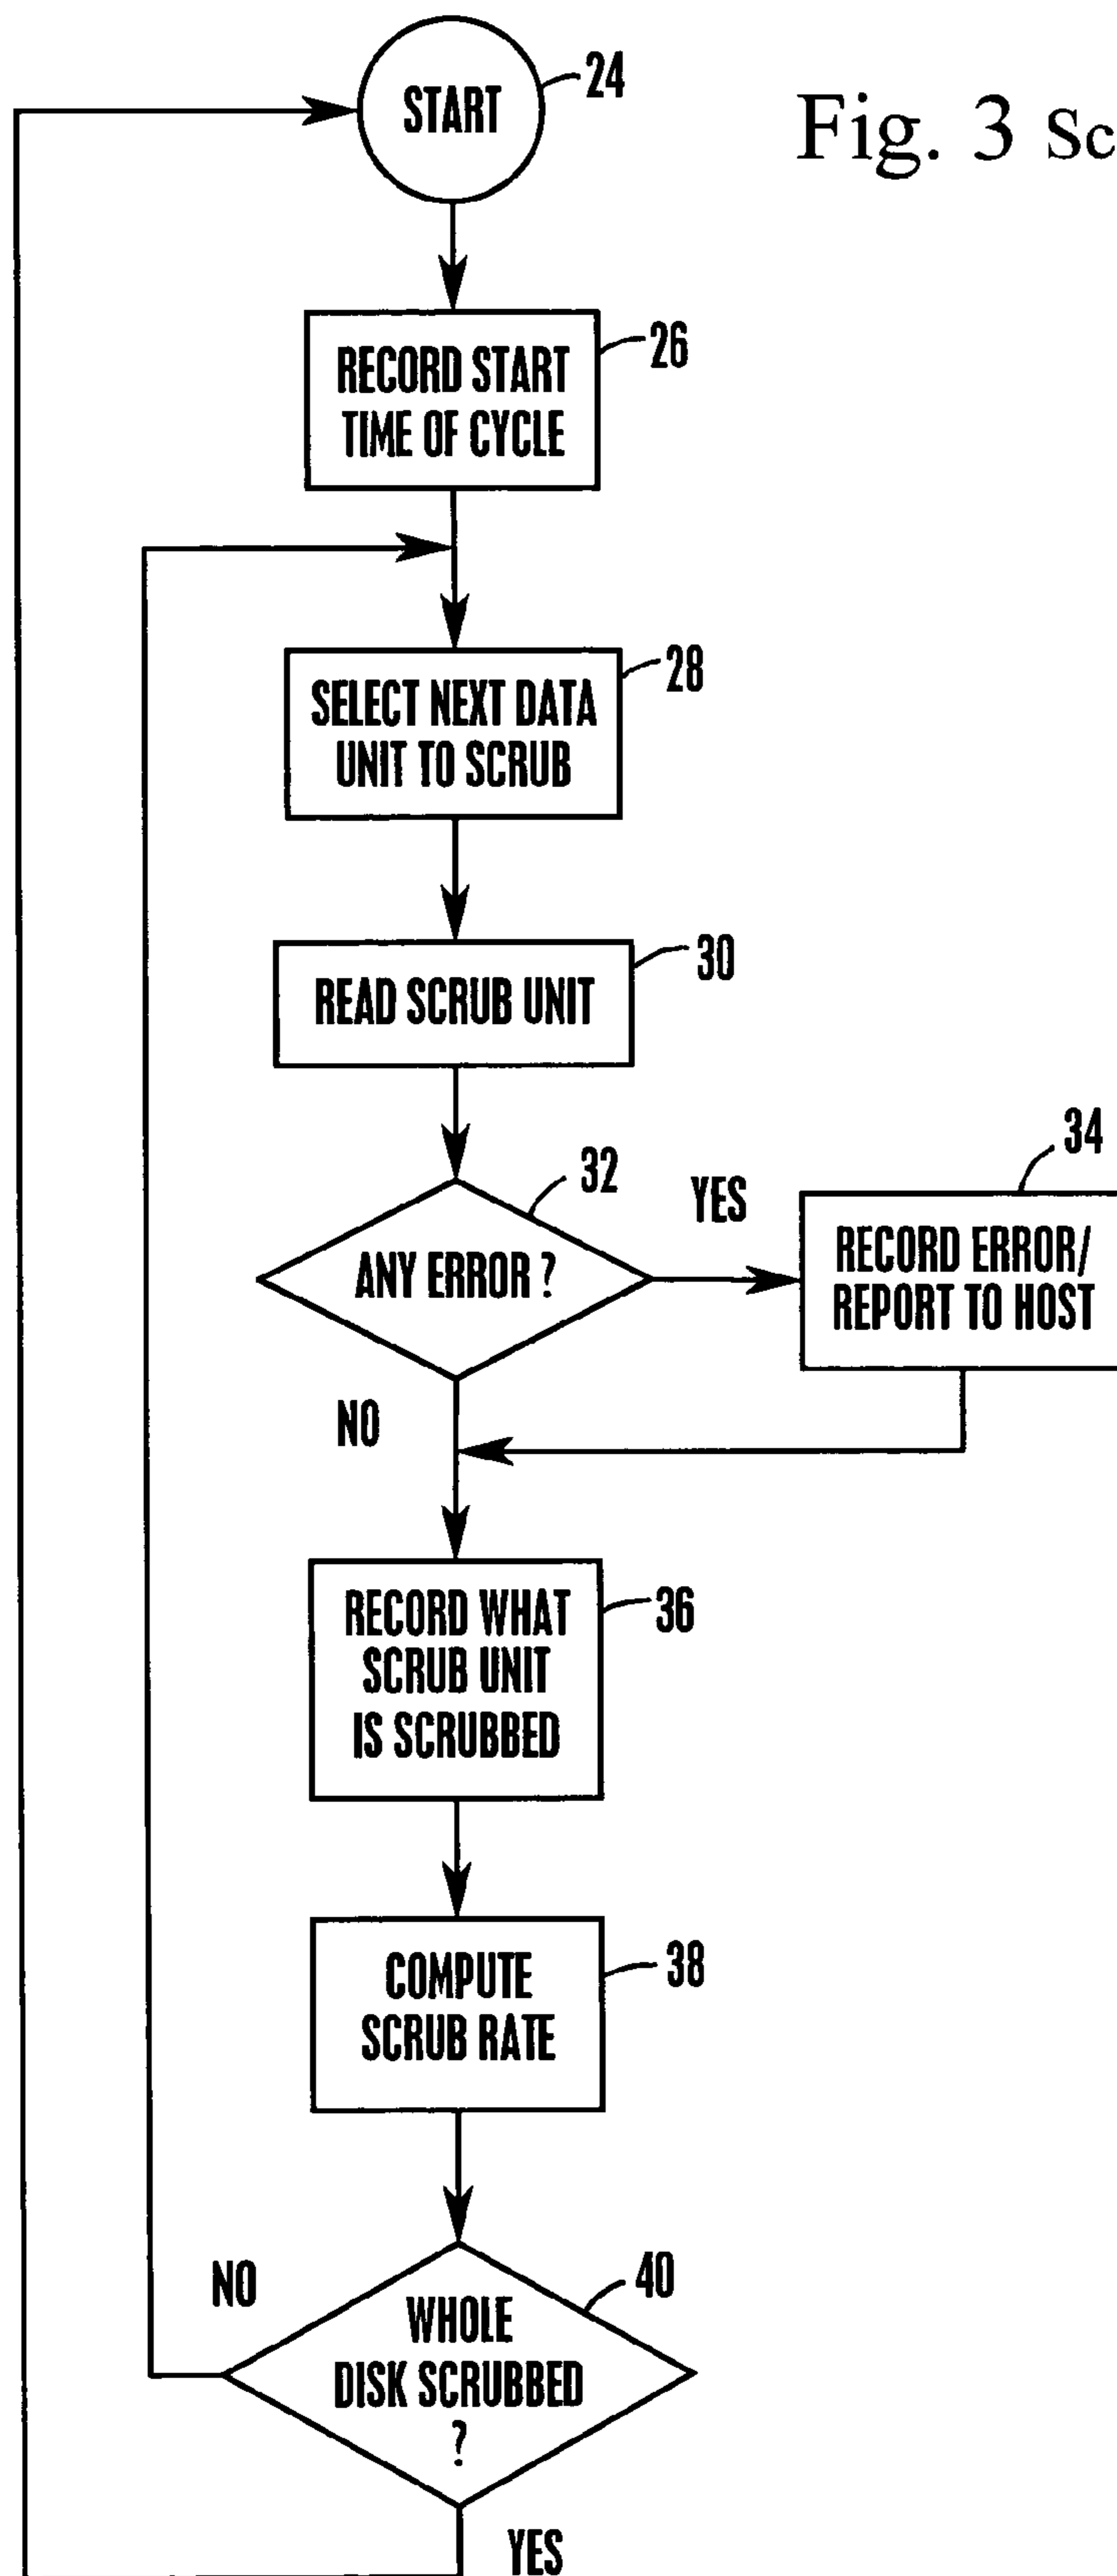 START
24
Fig. 3 Sc
RECORD START
TIME OF CYCLE
26
SELECT NEXT DATA
UNIT TO SCRUB
28
READ SCRUB UNIT
30
ANY ERROR ?
32
YES
34
RECORD ERROR/
REPORT TO HOST
NO
RECORD WHAT
SCRUB UNIT
IS SCRUBBED
36
COMPUTE
SCRUB RATE
38
NO
WHOLE
DISK SCRUBBED
?
40
YES